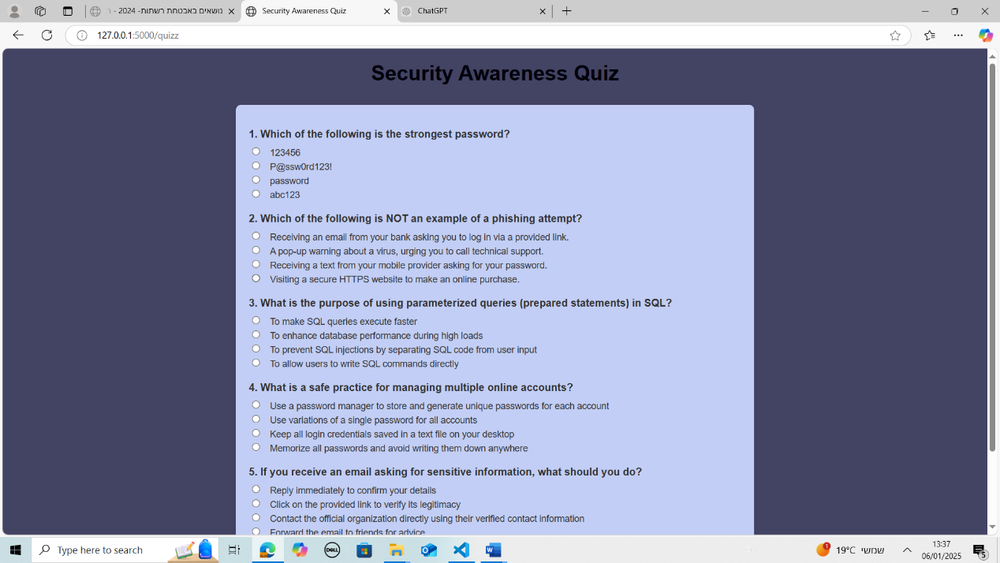 נושאים באבטחת רשתות- 2024 - ר
Security Awareness Quiz
ChatGPT
127.0.0.1:5000/quizz
Security Awareness Quiz
1. Which of the following is the strongest password?
123456
P@ssw0rd123!
password
abc123
2. Which of the following is NOT an example of a phishing attempt?
Receiving an email from your bank asking you to log in via a provided link.
A pop-up warning about a virus, urging you to call technical support.
Receiving a text from your mobile provider asking for your password.
Visiting a secure HTTPS website to make an online purchase.
3. What is the purpose of using parameterized queries (prepared statements) in SQL?
To make SQL queries execute faster
To enhance database performance during high loads
To prevent SQL injections by separating SQL code from user input
To allow users to write SQL commands directly
4. What is a safe practice for managing multiple online accounts?
Use a password manager to store and generate unique passwords for each account
Use variations of a single password for all accounts
Keep all login credentials saved in a text file on your desktop
Memorize all passwords and avoid writing them down anywhere
5. If you receive an email asking for sensitive information, what should you do?
Reply immediately to confirm your details
Click on the provided link to verify its legitimacy
Contact the official organization directly using their verified contact information
Forward the email to friends for advice
Type here to search
DELL
1
19°C שמשי
13:37
06/01/2025
5